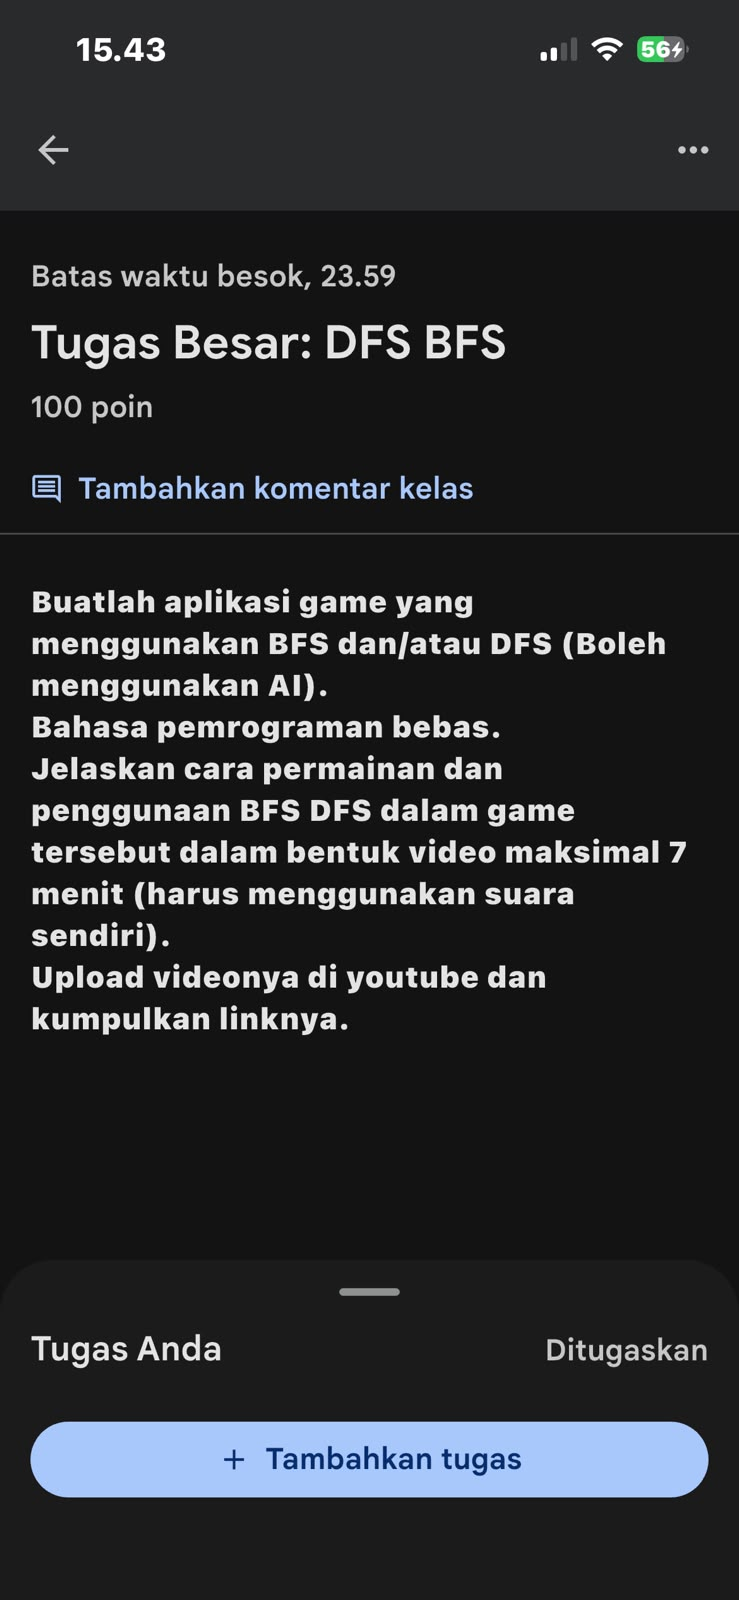 15.43
56
Batas waktu besok, 23.59
Tugas Besar: DFS BFS
100 poin
Tambahkan komentar kelas
Buatlah aplikasi game yang
menggunakan BFS dan/atau DFS (Boleh
menggunakan AI).
Bahasa pemrograman bebas.
Jelaskan cara permainan dan
penggunaan BFS DFS dalam game
tersebut dalam bentuk video maksimal 7
menit (harus menggunakan suara
sendiri).
Upload videonya di youtube dan
kumpulkan linknya.
Tugas Anda
Ditugaskan
+ Tambahkan tugas